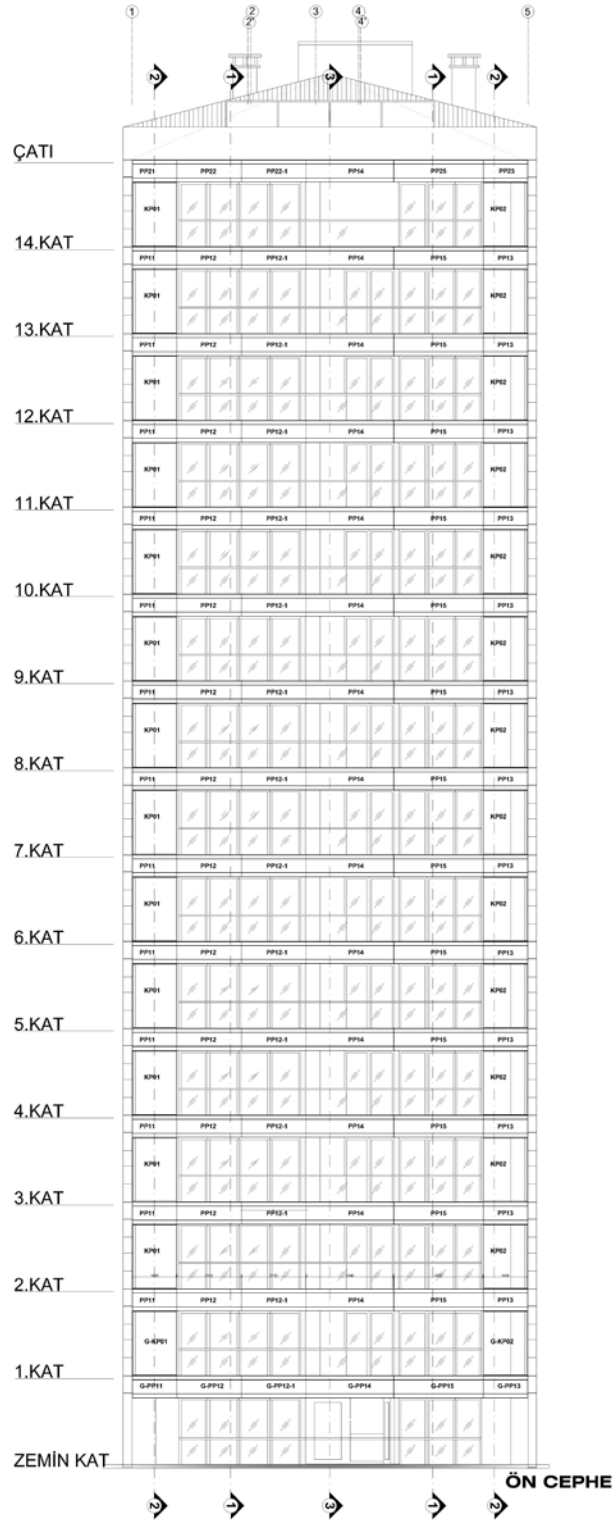 1 2 2' 3 4 4' 5
2 1 3 1 2
ÇATI
PP21 PP22 PP22-1 PP14 PP25 PP23
KP01 KP02
14.KAT
PP11 PP12 PP12-1 PP14 PP15 PP13
KP01 KP02
13.KAT
PP11 PP12 PP12-1 PP14 PP15 PP13
KP01 KP02
12.KAT
PP11 PP12 PP12-1 PP14 PP15 PP13
KP01 KP02
11.KAT
PP11 PP12 PP12-1 PP14 PP15 PP13
KP01 KP02
10.KAT
PP11 PP12 PP12-1 PP14 PP15 PP13
KP01 KP02
9.KAT
PP11 PP12 PP12-1 PP14 PP15 PP13
KP01 KP02
8.KAT
PP11 PP12 PP12-1 PP14 PP15 PP13
KP01 KP02
7.KAT
PP11 PP12 PP12-1 PP14 PP15 PP13
KP01 KP02
6.KAT
PP11 PP12 PP12-1 PP14 PP15 PP13
KP01 KP02
5.KAT
PP11 PP12 PP12-1 PP14 PP15 PP13
KP01 KP02
4.KAT
PP11 PP12 PP12-1 PP14 PP15 PP13
KP01 KP02
3.KAT
PP11 PP12 PP12-1 PP14 PP15 PP13
KP01 KP02
2.KAT
PP11 PP12 PP12-1 PP14 PP15 PP13
G-KP01 G-KP02
1.KAT
G-PP11 G-PP12 G-PP12-1 G-PP14 G-PP15 G-PP13
ZEMİN KAT
ÖN CEPHE
2 1 3 1 2